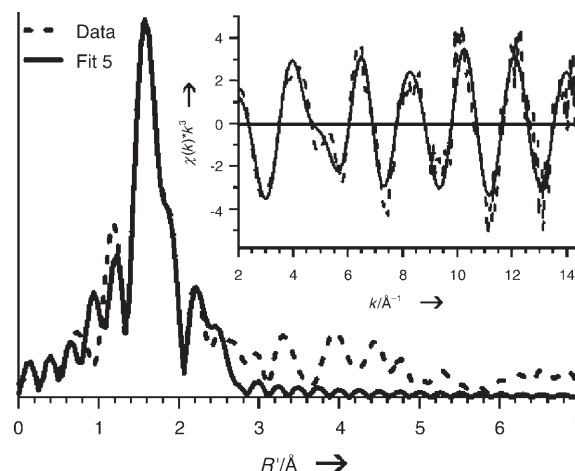 Data
Fit 5
χ(k)*k³ →
4
2
0
-2
-4
2 4 6 8 10 12 14
k/Å⁻¹ →
0 1 2 3 4 5 6
R'/Å →